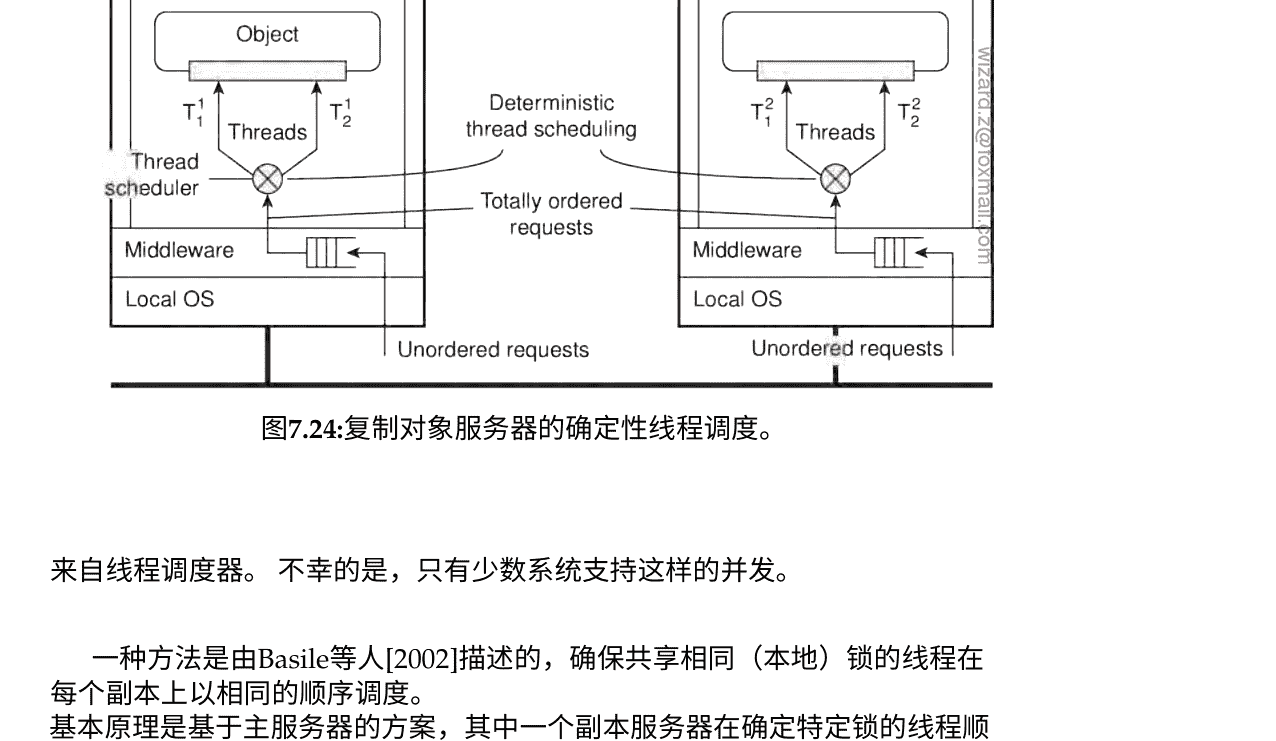 Object
T₁¹
T₂¹
Threads
Thread
scheduler
Middleware
Local OS
Deterministic
thread scheduling
Totally ordered
requests
Unordered requests
T₁²
T₂²
Threads
Middleware
Local OS
Unordered requests
wizard.z@foxmail.com
图7.24:复制对象服务器的确定性线程调度。
来自线程调度器。 不幸的是，只有少数系统支持这样的并发。
一种方法是由Basile等人[2002]描述的，确保共享相同（本地）锁的线程在
每个副本上以相同的顺序调度。
基本原理是基于主服务器的方案，其中一个副本服务器在确定特定锁的线程顺